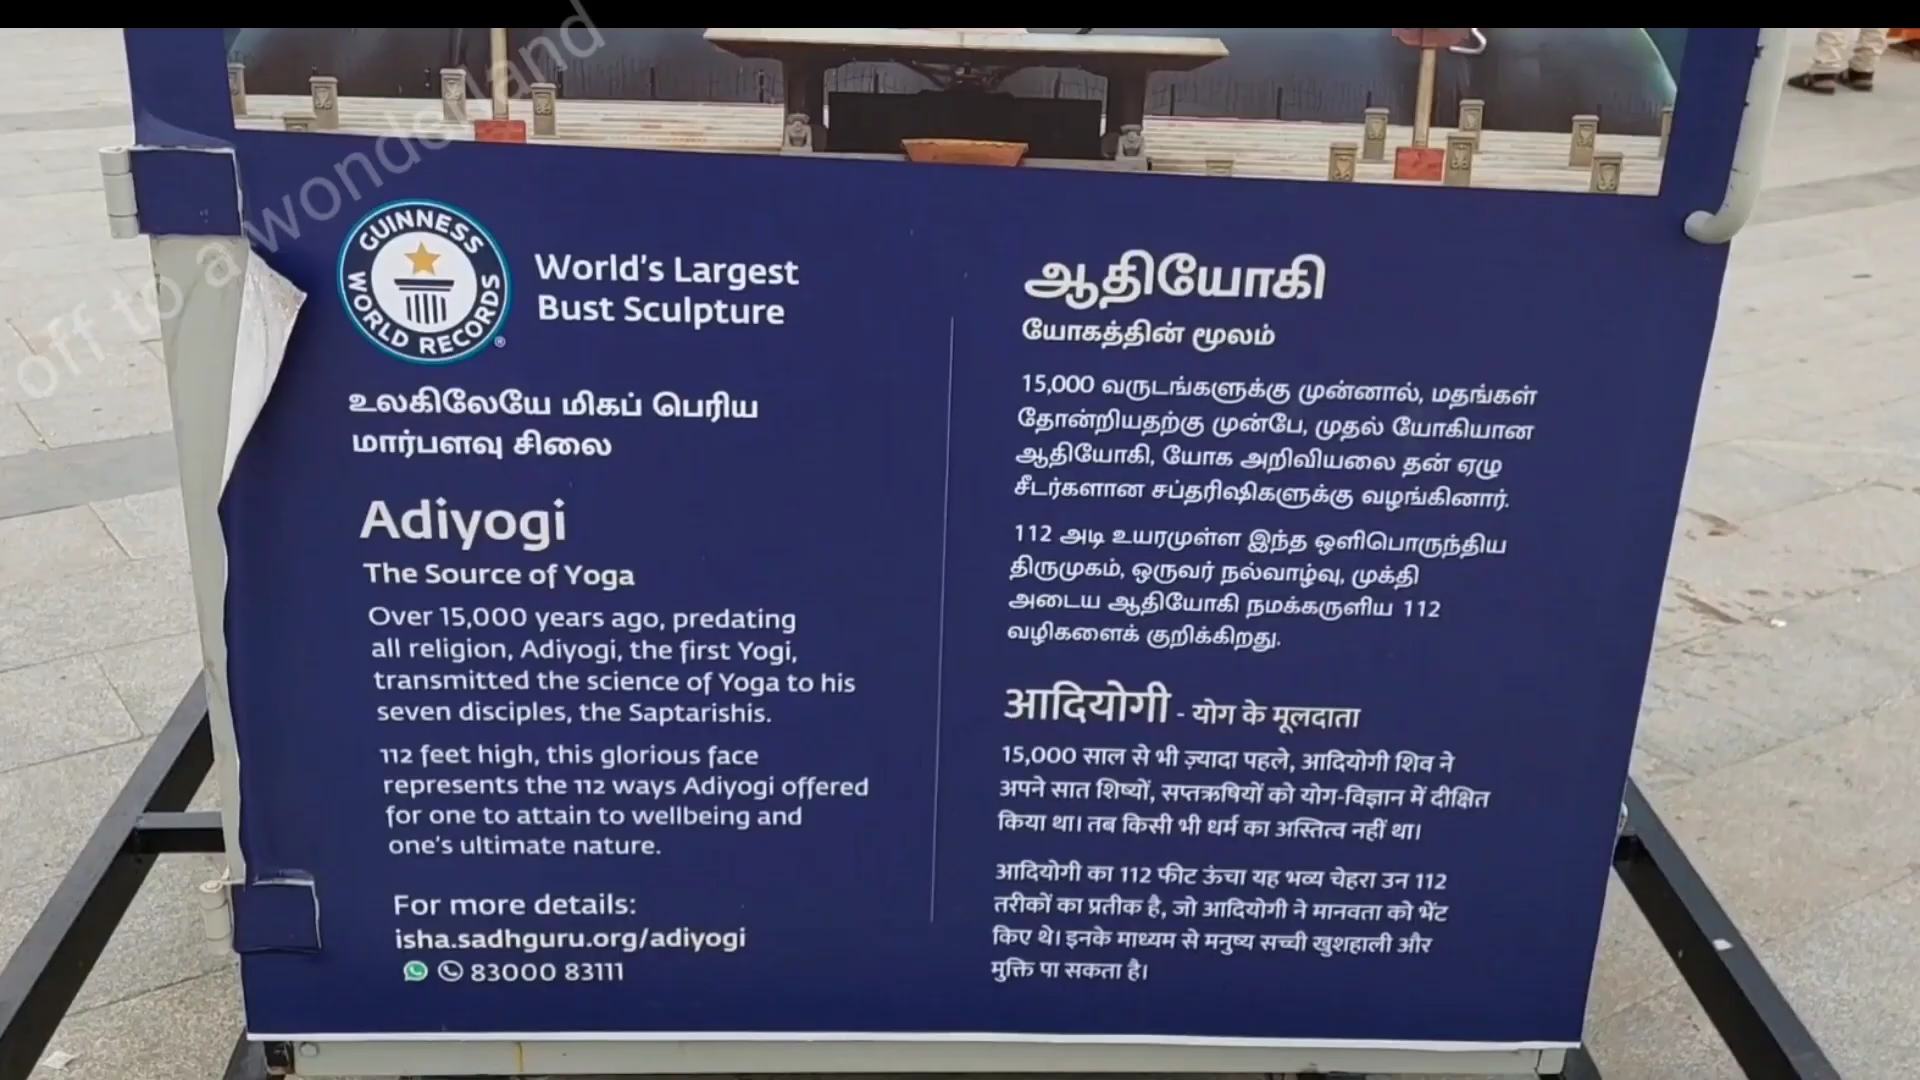 off to a wonderland
GUINNESS
WORLD RECORDS
®
World's Largest
Bust Sculpture
உலகிலேயே மிகப் பெரிய
மார்பளவு சிலை
Adiyogi
The Source of Yoga
Over 15,000 years ago, predating
all religion, Adiyogi, the first Yogi,
transmitted the science of Yoga to his
seven disciples, the Saptarishis.
112 feet high, this glorious face
represents the 112 ways Adiyogi offered
for one to attain to wellbeing and
one's ultimate nature.
For more details:
isha.sadhguru.org/adiyogi
83000 83111
ஆதியோகி
யோகத்தின் மூலம்
15,000 வருடங்களுக்கு முன்னால், மதங்கள்
தோன்றியதற்கு முன்பே, முதல் யோகியான
ஆதியோகி, யோக அறிவியலை தன் ஏழு
சீடர்களான சப்தரிஷிகளுக்கு வழங்கினார்.
112 அடி உயரமுள்ள இந்த ஒளிபொருந்திய
திருமுகம், ஒருவர் நல்வாழ்வு, முக்தி
அடைய ஆதியோகி நமக்கருளிய 112
வழிகளைக் குறிக்கிறது.
आदियोगी - योग के मूलदाता
15,000 साल से भी ज़्यादा पहले, आदियोगी शिव ने
अपने सात शिष्यों, सप्तऋषियों को योग-विज्ञान में दीक्षित
किया था। तब किसी भी धर्म का अस्तित्व नहीं था।
आदियोगी का 112 फीट ऊंचा यह भव्य चेहरा उन 112
तरीकों का प्रतीक है, जो आदियोगी ने मानवता को भेंट
किए थे। इनके माध्यम से मनुष्य सच्ची खुशहाली और
मुक्ति पा सकता है।